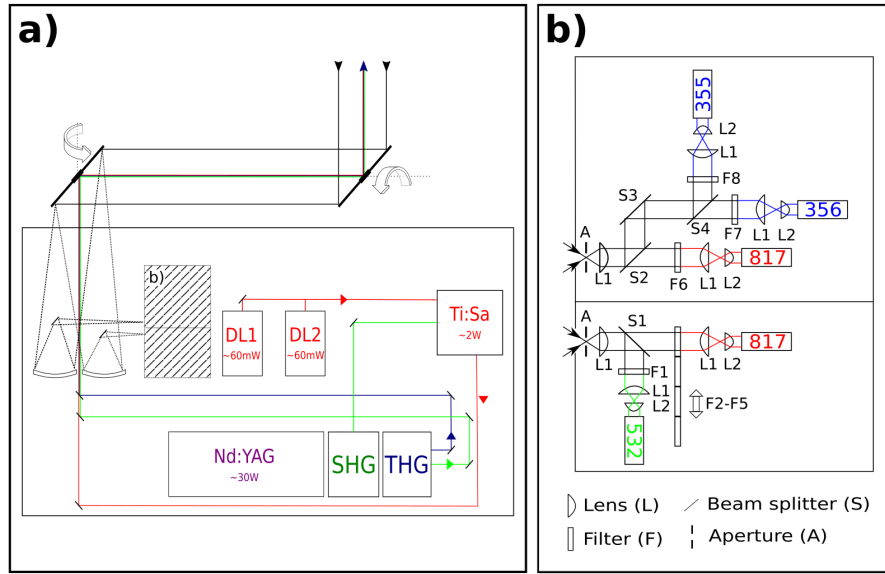 a)
b)
DL1
~60mW
DL2
~60mW
Ti:Sa
~2W
Nd:YAG
~30W
SHG
THG
b)
355
L2
L1
F8
S3
S4
F7
L1
L2
356
A
L1
S2
F6
L1
L2
817
A
L1
S1
F1
L1
L2
532
L1
L2
817
F2-F5
Lens (L)
Beam splitter (S)
Filter (F)
Aperture (A)